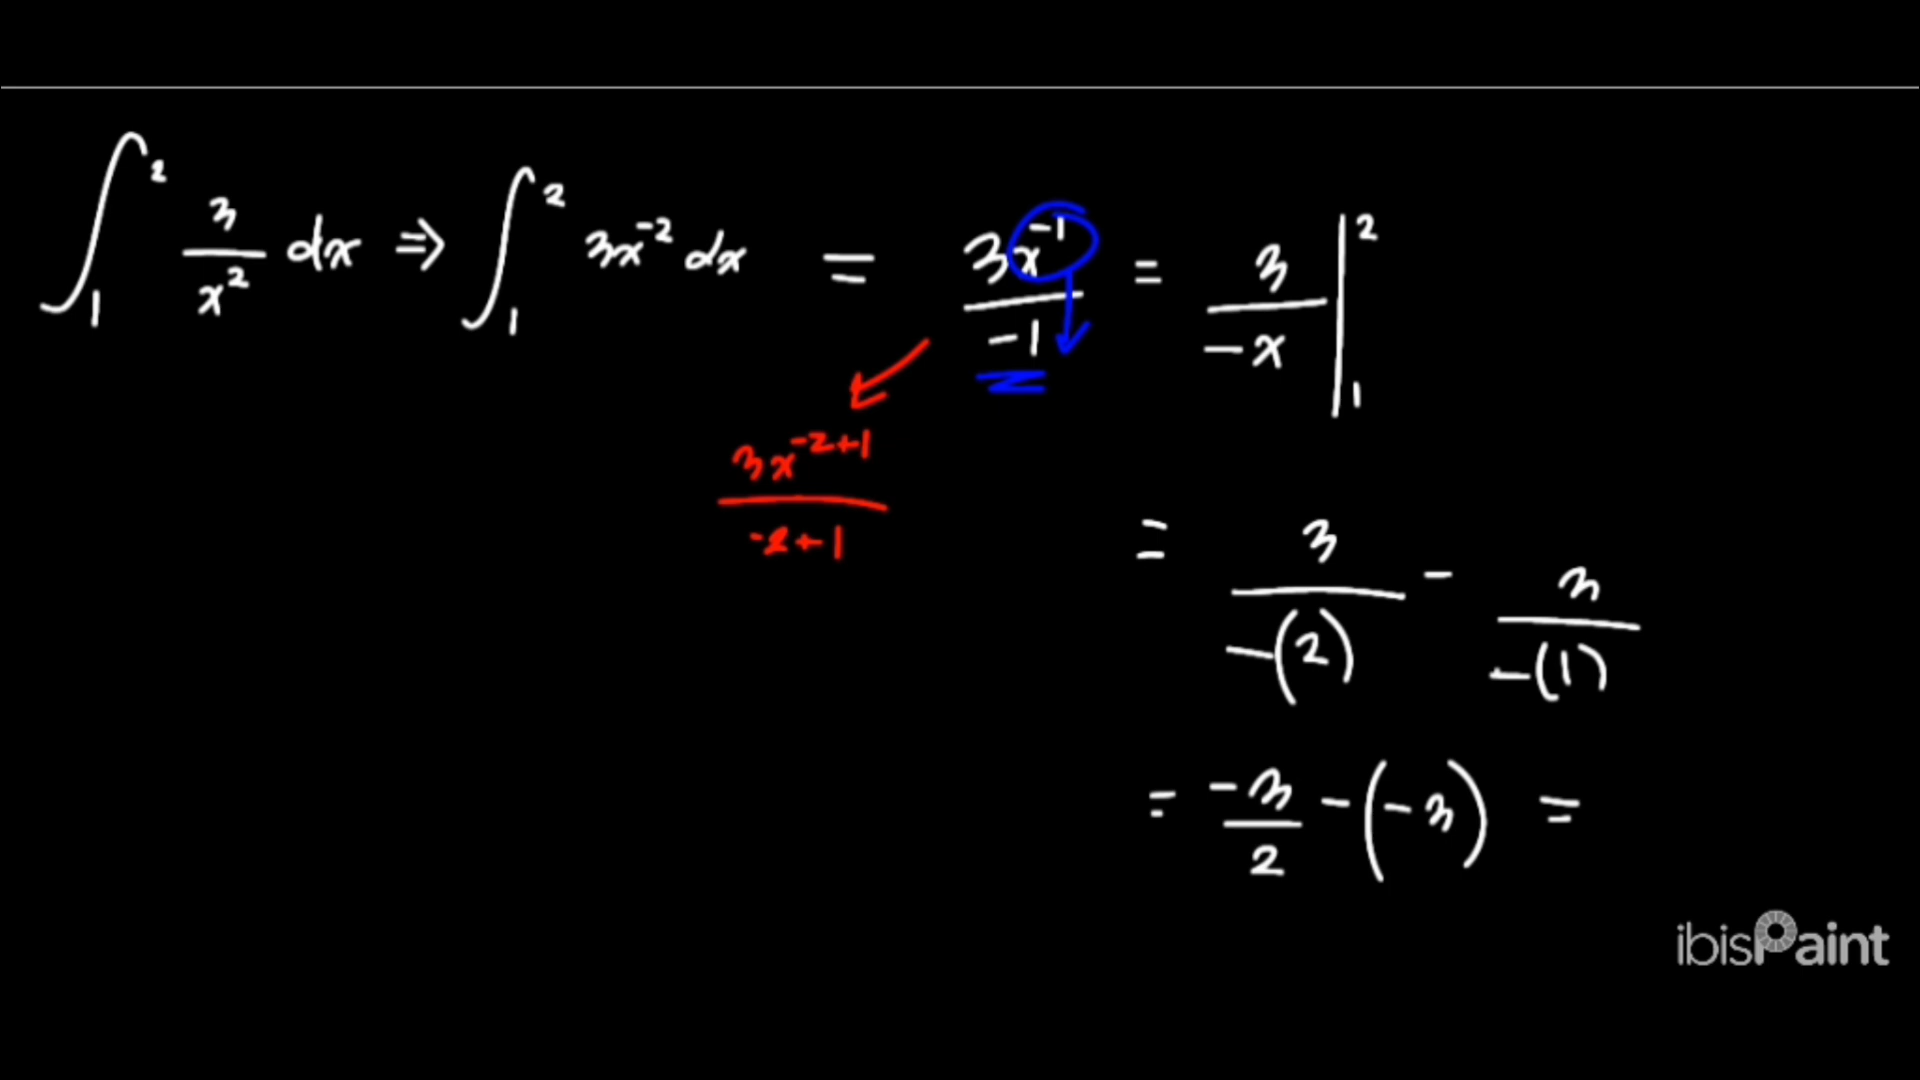 ∫₁² 3/x² dx ⇒ ∫₁² 3x⁻² dx = 3x⁻¹/-1 = 3/-x |₁²
3x⁻²⁺¹/-2+1
= 3/-(2) - 3/-(1)
= -3/2 - (-3) =
ibisPaint